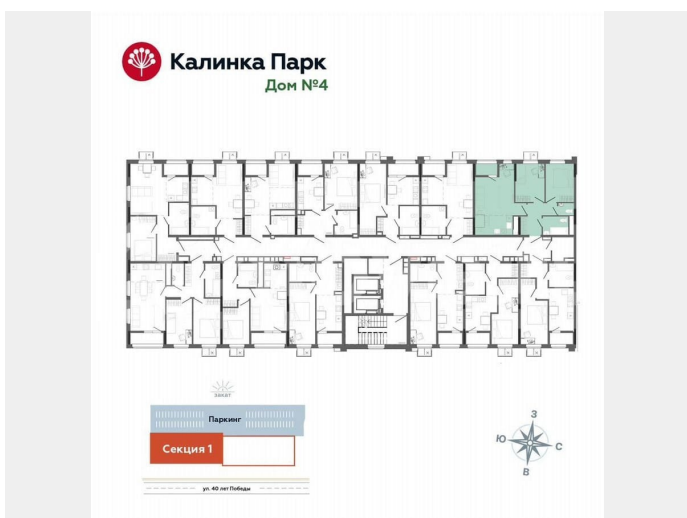 Калинка Парк
Дом №4
закат
Паркинг
Секция 1
ул. 40 лет Победы
З
Ю
С
В